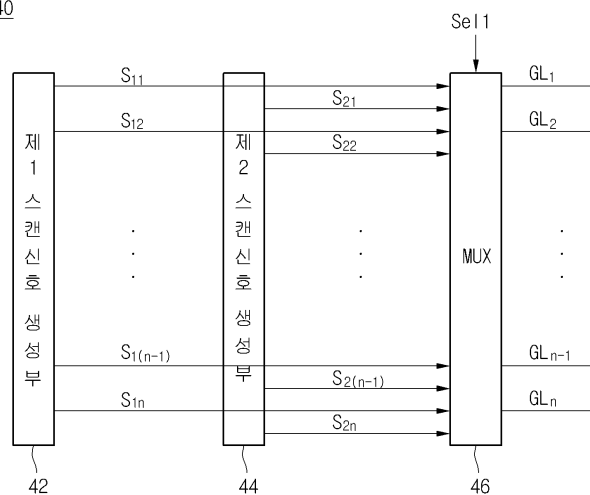 40
Sel1
S11
GL1
S21
S12
GL2
S22
제1 스캔신호 생성부
제2 스캔신호 생성부
MUX
S1(n-1)
GLn-1
S2(n-1)
S1n
GLn
S2n
42
44
46